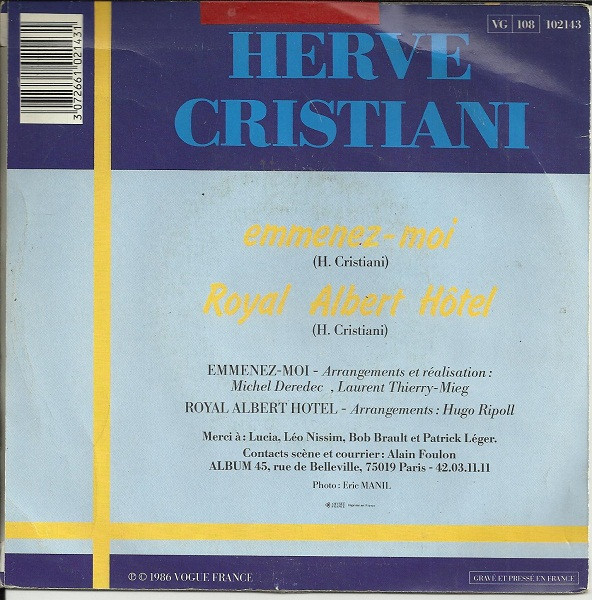 VG 108 102143
3 072661 021431
HERVE
CRISTIANI
emmenez-moi
(H. Cristiani)
Royal Albert Hôtel
(H. Cristiani)
EMMENEZ-MOI - Arrangements et réalisation :
Michel Deredec , Laurent Thierry-Mieg
ROYAL ALBERT HOTEL - Arrangements : Hugo Ripoll
Merci à : Lucia, Léo Nissim, Bob Brault et Patrick Léger.
Contacts scène et courrier : Alain Foulon
ALBUM 45, rue de Belleville, 75019 Paris - 42.03.11.11
Photo : Eric MANIL
℗ © 1986 VOGUE FRANCE
GRAVÉ ET PRESSÉ EN FRANCE